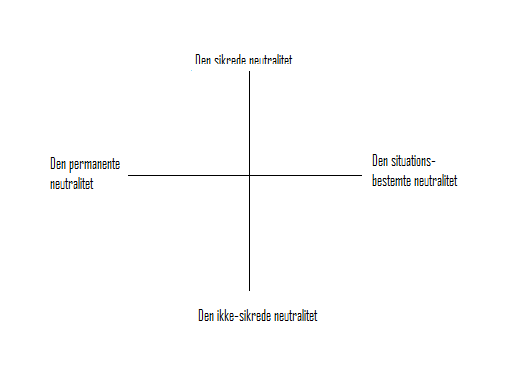 Den sikrede neutralitet
Den permanente
neutralitet
Den situations-
bestemte neutralitet
Den ikke-sikrede neutralitet